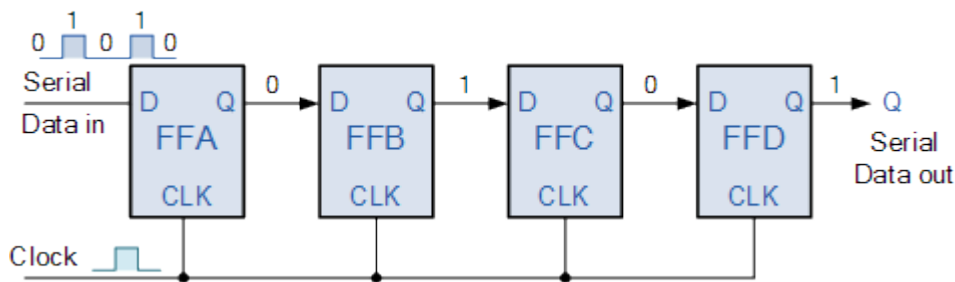 0 1 0 1 0
Serial
Data in
D Q 0 D Q 1 D Q 0 D Q 1 Q
FFA FFB FFC FFD
Serial
Data out
CLK CLK CLK CLK
Clock